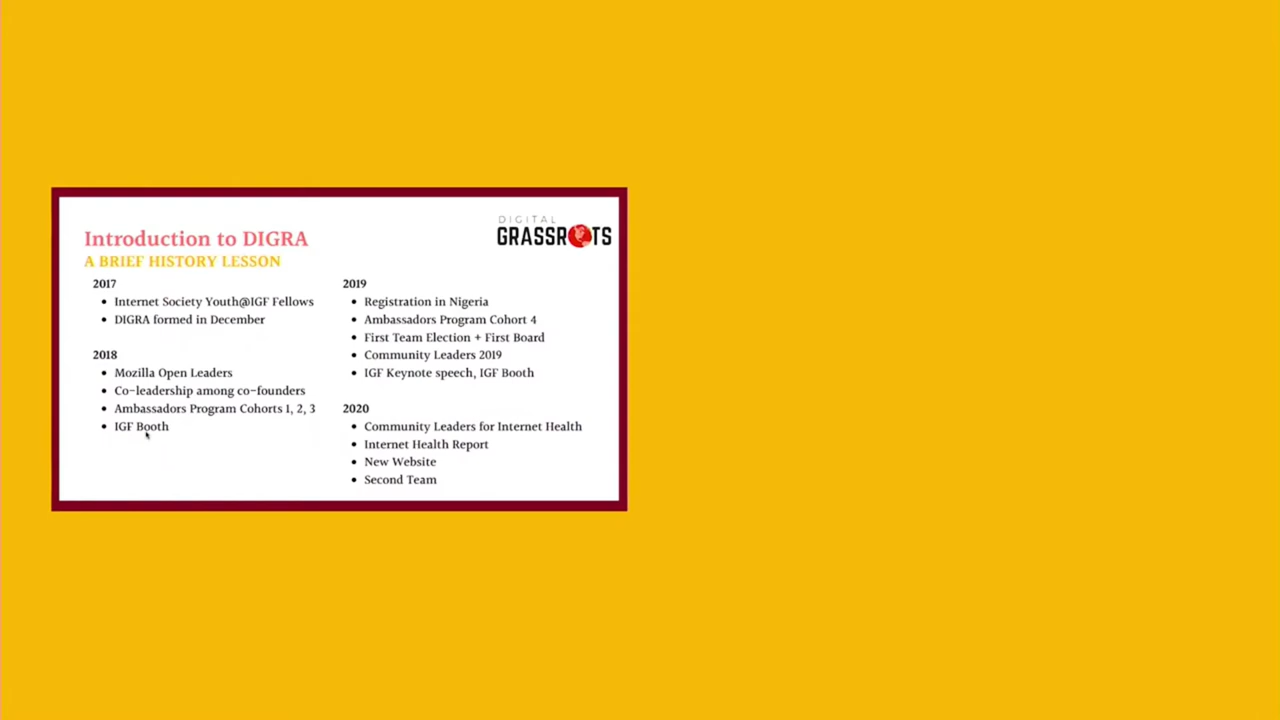 Introduction to DIGRA
A BRIEF HISTORY LESSON
DIGITAL
GRASSROOTS
2017
• Internet Society Youth@IGF Fellows
• DIGRA formed in December
2018
• Mozilla Open Leaders
• Co-leadership among co-founders
• Ambassadors Program Cohorts 1, 2, 3
• IGF Booth
2019
• Registration in Nigeria
• Ambassadors Program Cohort 4
• First Team Election + First Board
• Community Leaders 2019
• IGF Keynote speech, IGF Booth
2020
• Community Leaders for Internet Health
• Internet Health Report
• New Website
• Second Team